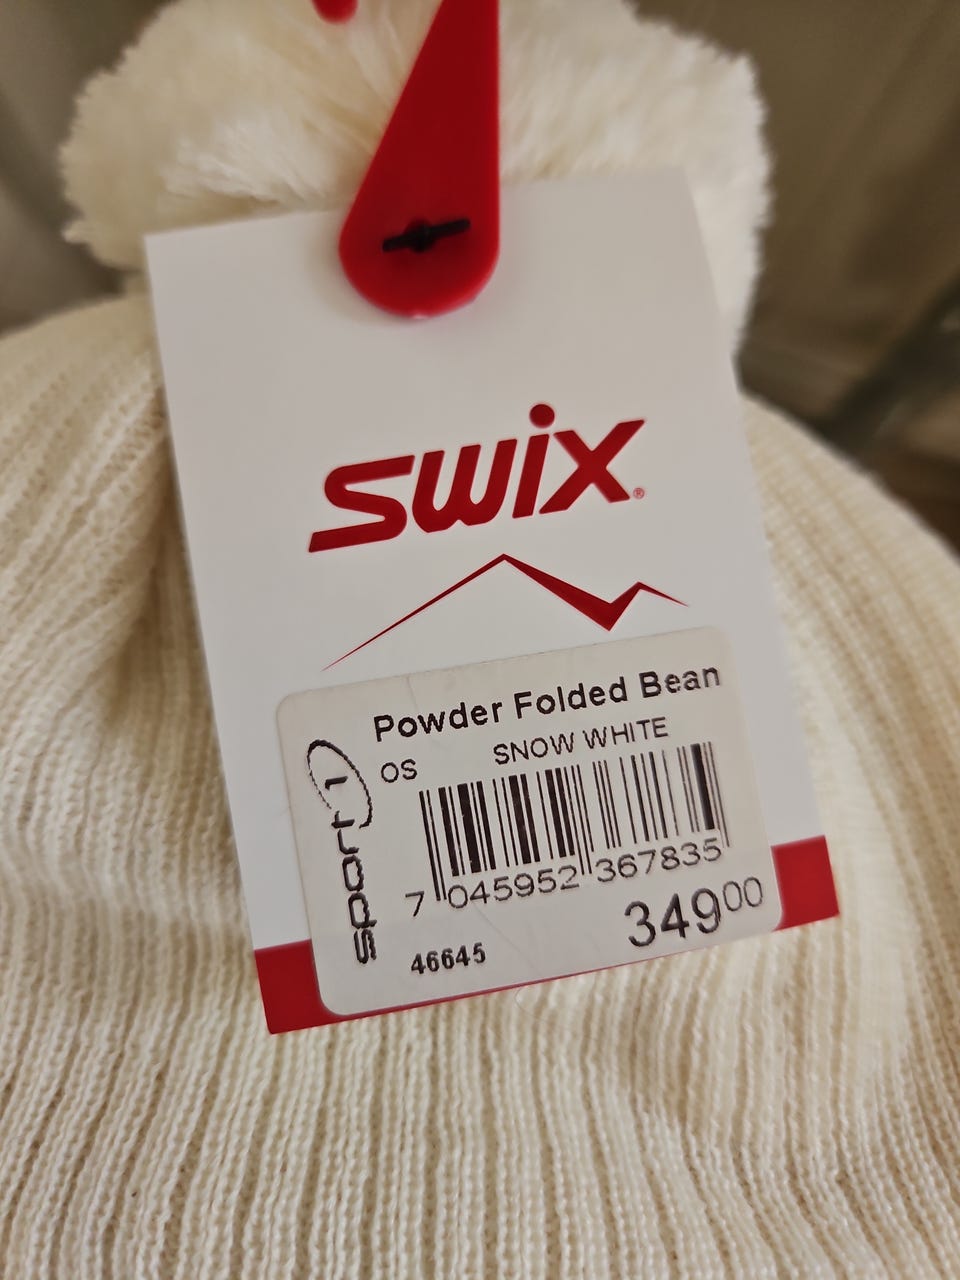 swix®
Powder Folded Bean
SNOW WHITE
OS
sport 1
7 045952 367835
34900
46645